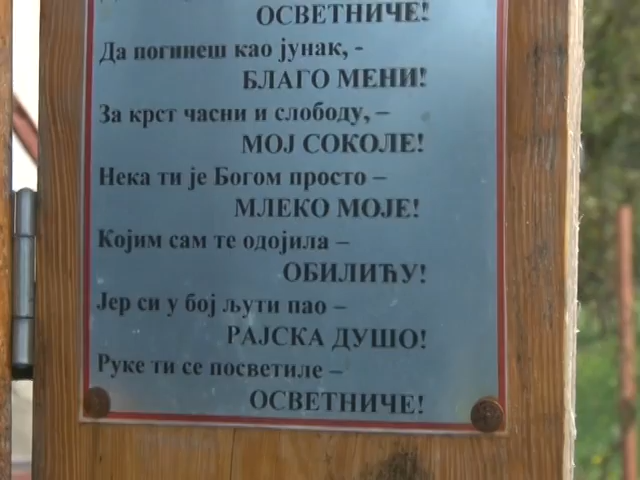 ОСВЕТНИЧЕ!
Да погинеш као јунак, -
БЛАГО МЕНИ!
За крст часни и слободу, –
МОЈ СОКОЛЕ!
Нека ти је Богом просто –
МЛЕКО МОЈЕ!
Којим сам те одојила –
ОБИЛИЋУ!
Јер си у бој љути пао –
РАЈСКА ДУШО!
Руке ти се посветиле –
ОСВЕТНИЧЕ!